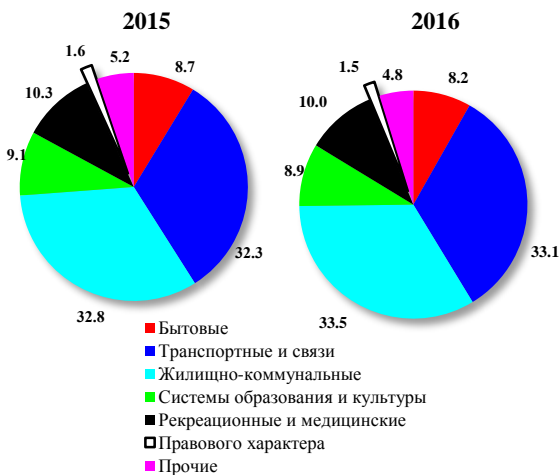 2015
2016
1.6
5.2
8.7
10.3
9.1
32.3
32.8
1.5
4.8
8.2
10.0
8.9
33.1
33.5
Бытовые
Транспортные и связи
Жилищно-коммунальные
Системы образования и культуры
Рекреационные и медицинские
Правового характера
Прочие